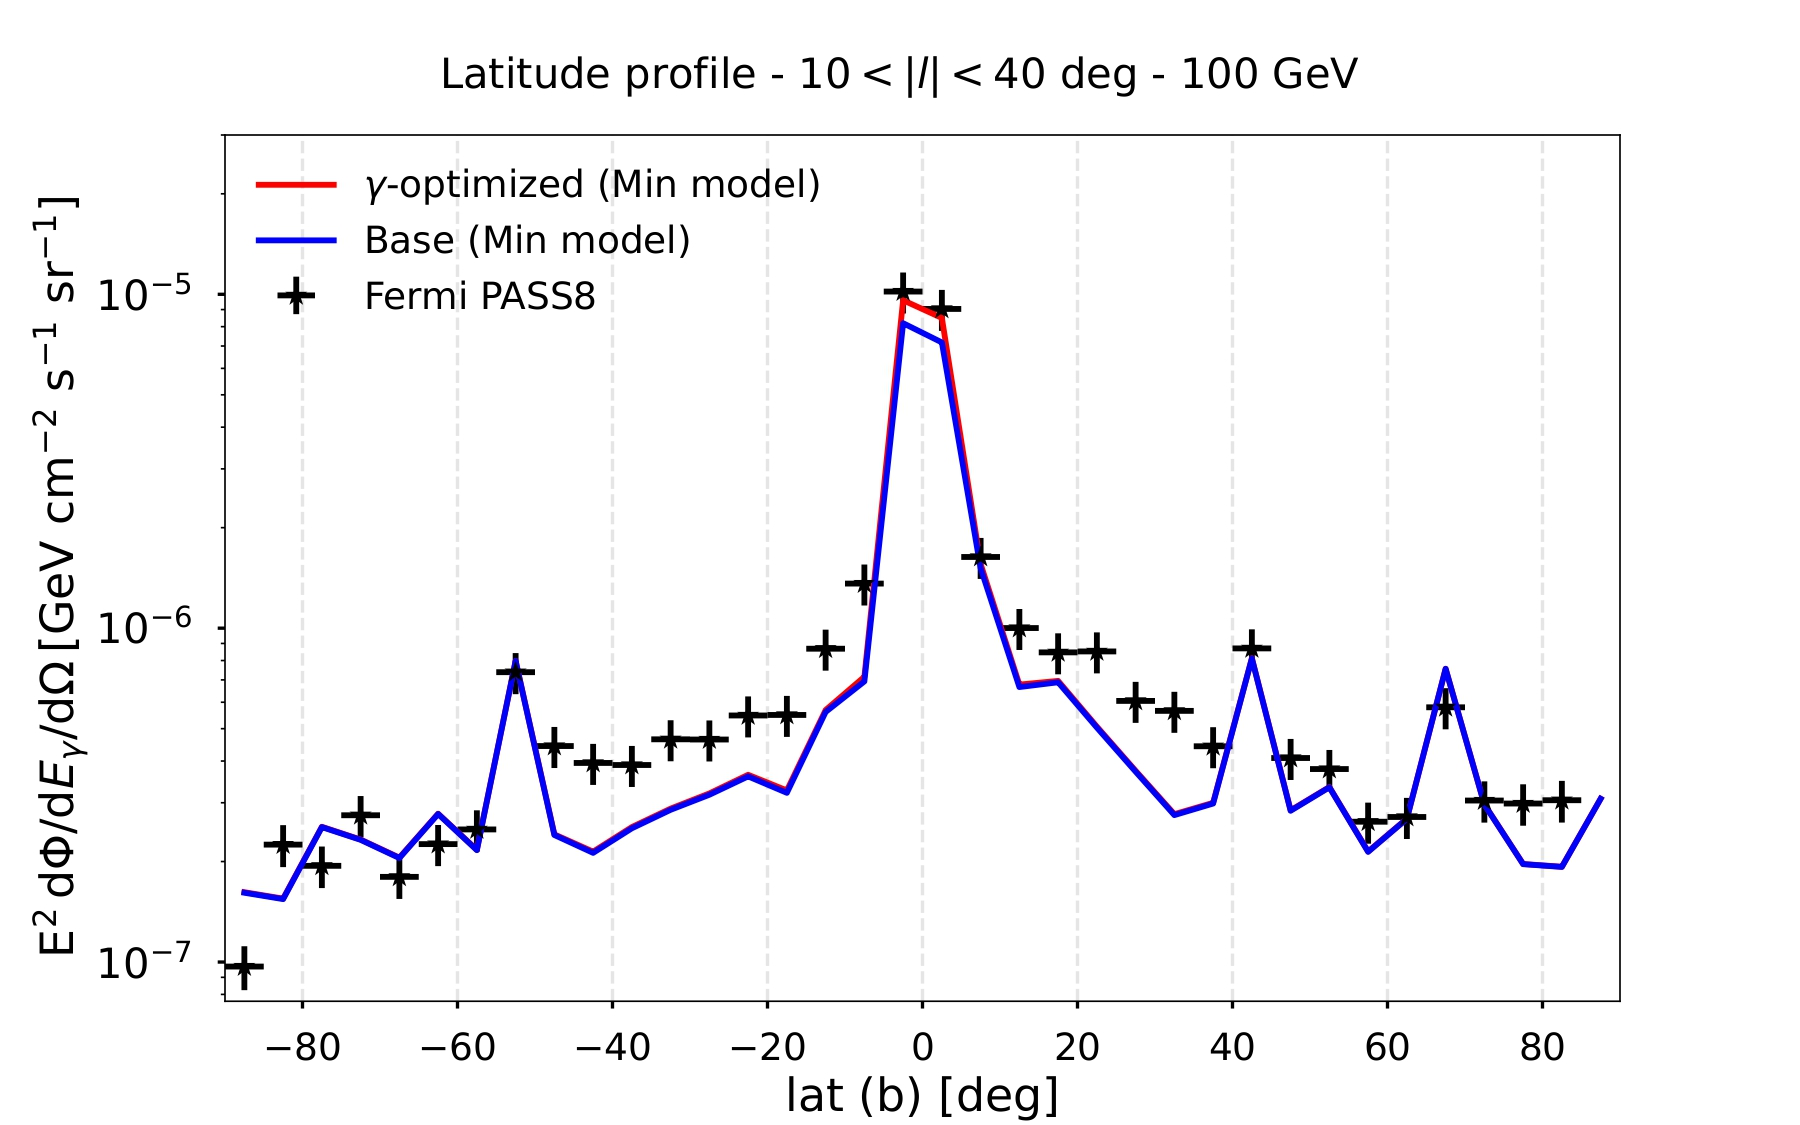 Latitude profile - 10 < |l| < 40 deg - 100 GeV
γ-optimized (Min model)
Base (Min model)
Fermi PASS8
E² dΦ/dE_γ/dΩ [GeV cm⁻² s⁻¹ sr⁻¹]
10⁻⁵
10⁻⁶
10⁻⁷
−80 −60 −40 −20 0 20 40 60 80
lat (b) [deg]